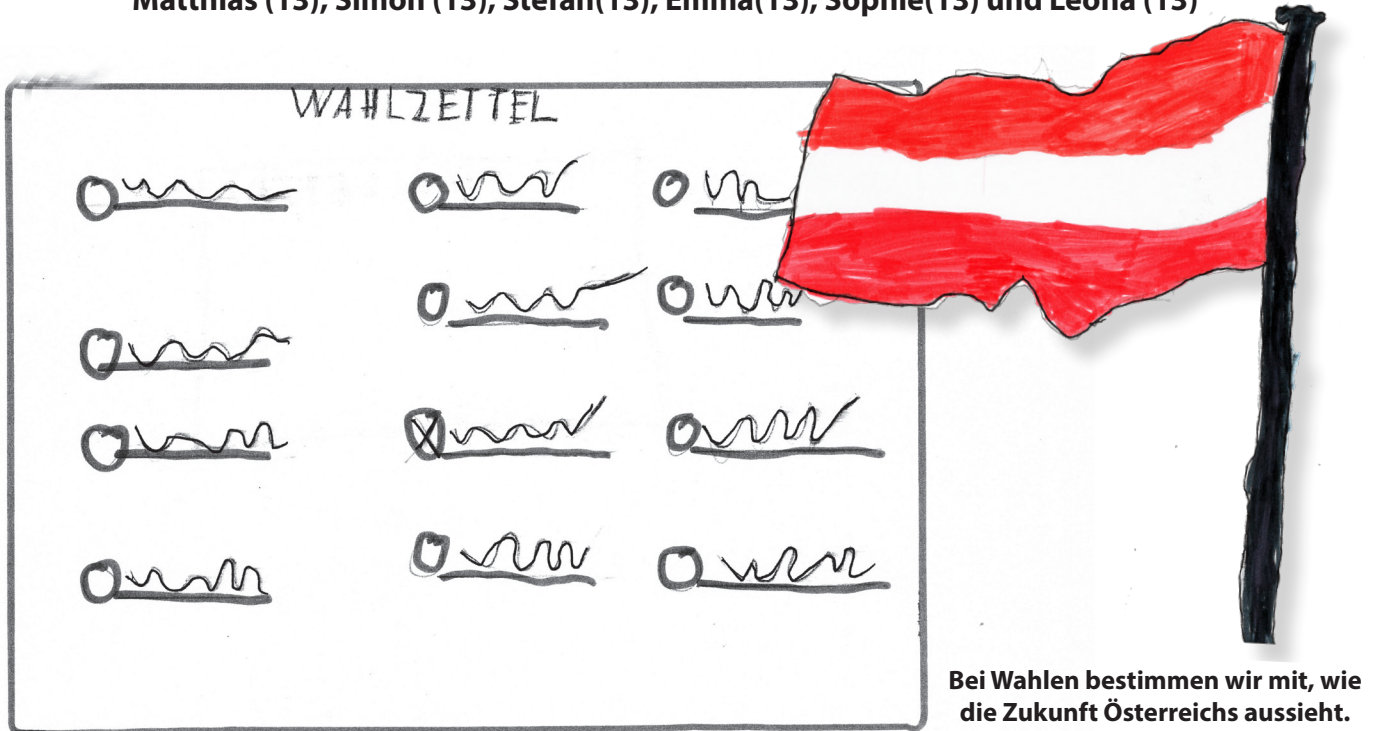 Matthias (13), Simon (13), Stefan(13), Emma(13), Sophie(13) und Leona (13)
WAHLZETTEL
Bei Wahlen bestimmen wir mit, wie
die Zukunft Österreichs aussieht.